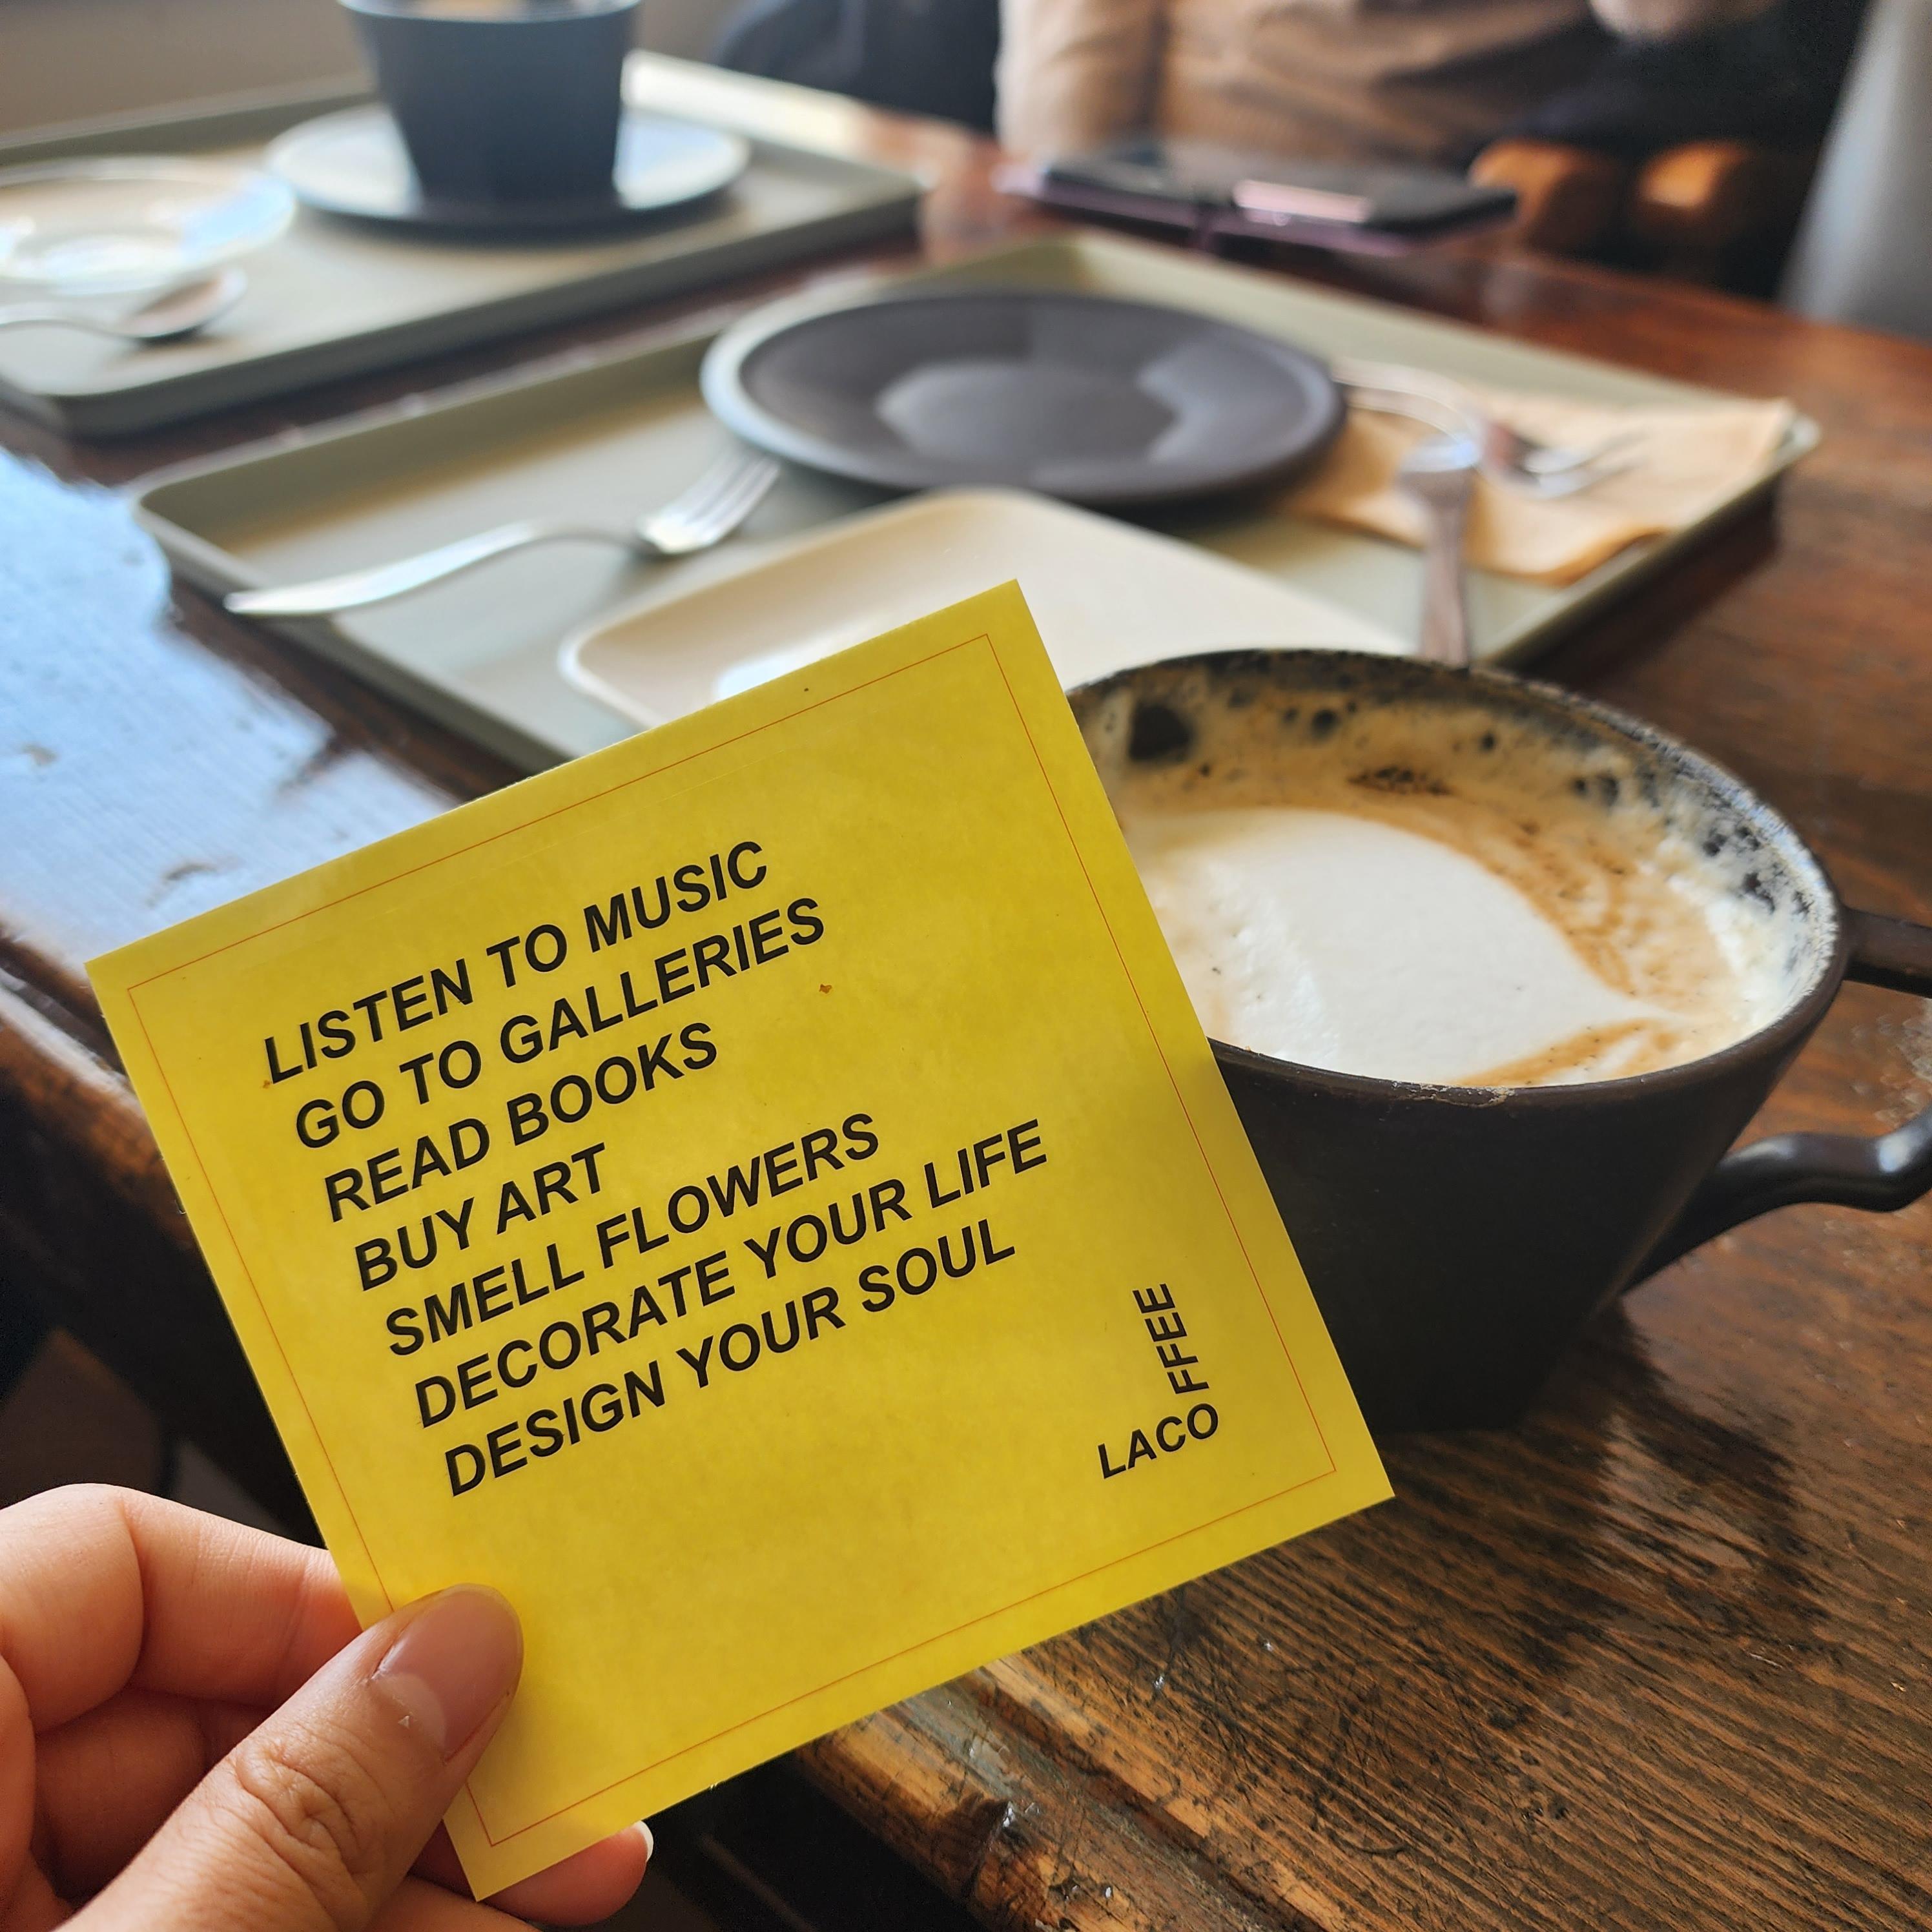 LISTEN TO MUSIC
GO TO GALLERIES
READ BOOKS
BUY ART
SMELL FLOWERS
DECORATE YOUR LIFE
DESIGN YOUR SOUL
LACO
FFEE